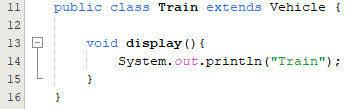 11 public class Train extends Vehicle {
12
13 void display(){
14 System.out.println("Train");
15 }
16 }